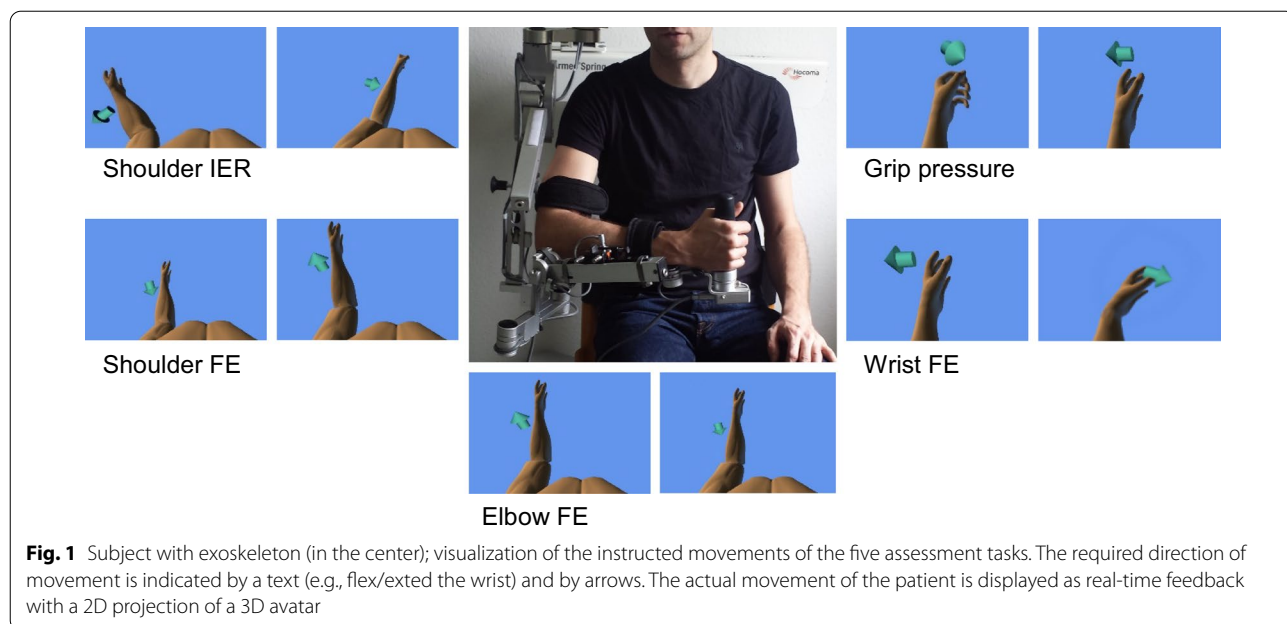 Armeo Spring
Hocoma
Shoulder IER
Grip pressure
Shoulder FE
Wrist FE
Elbow FE
Fig. 1 Subject with exoskeleton (in the center); visualization of the instructed movements of the five assessment tasks. The required direction of
movement is indicated by a text (e.g., flex/exted the wrist) and by arrows. The actual movement of the patient is displayed as real-time feedback
with a 2D projection of a 3D avatar